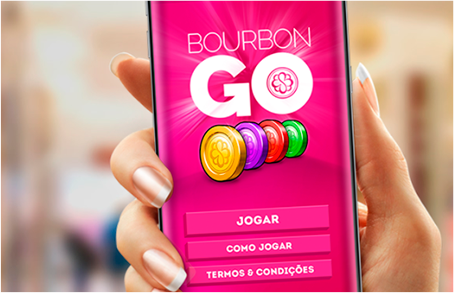 BOURBON
GO
JOGAR
COMO JOGAR
TERMOS & CONDIÇÕES